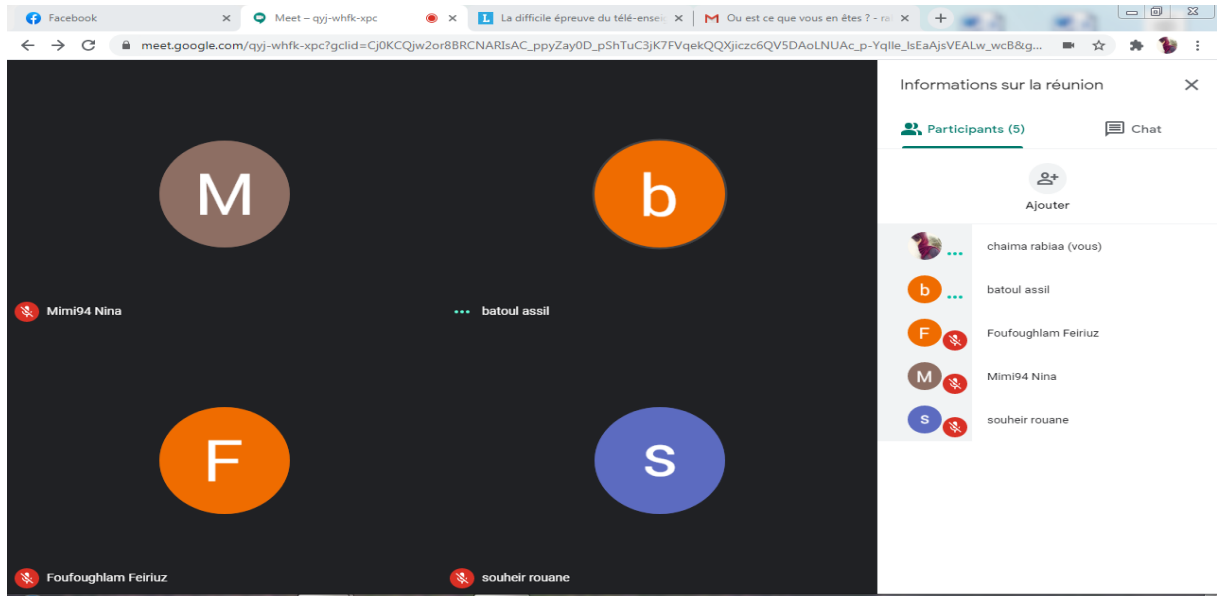 Facebook
Meet – qyj-whfk-xpc
L La difficile épreuve du télé-ensei
M Ou est ce que vous en êtes ? - ra
meet.google.com/qyj-whfk-xpc?gclid=Cj0KCQjw2or8BRCNARIsAC_ppyZay0D_pShTuC3jK7FVqekQQXjiczc6QV5DAoLNUAc_p-YqlIe_IsEaAjsVEALw_wcB&g...
Informations sur la réunion
Participants (5)
Chat
Ajouter
chaima rabiaa (vous)
b batoul assil
F Foufoughlam Feiriuz
M Mimi94 Nina
s souheir rouane
M
Mimi94 Nina
b
batoul assil
F
Foufoughlam Feiriuz
s
souheir rouane